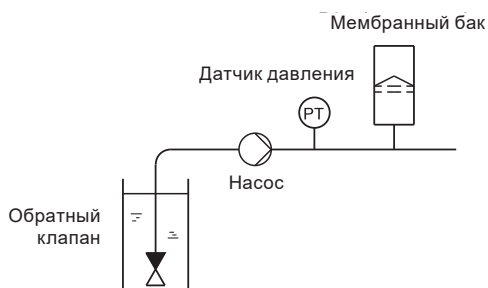 Мембранный бак
Датчик давления
PT
Насос
Обратный
клапан